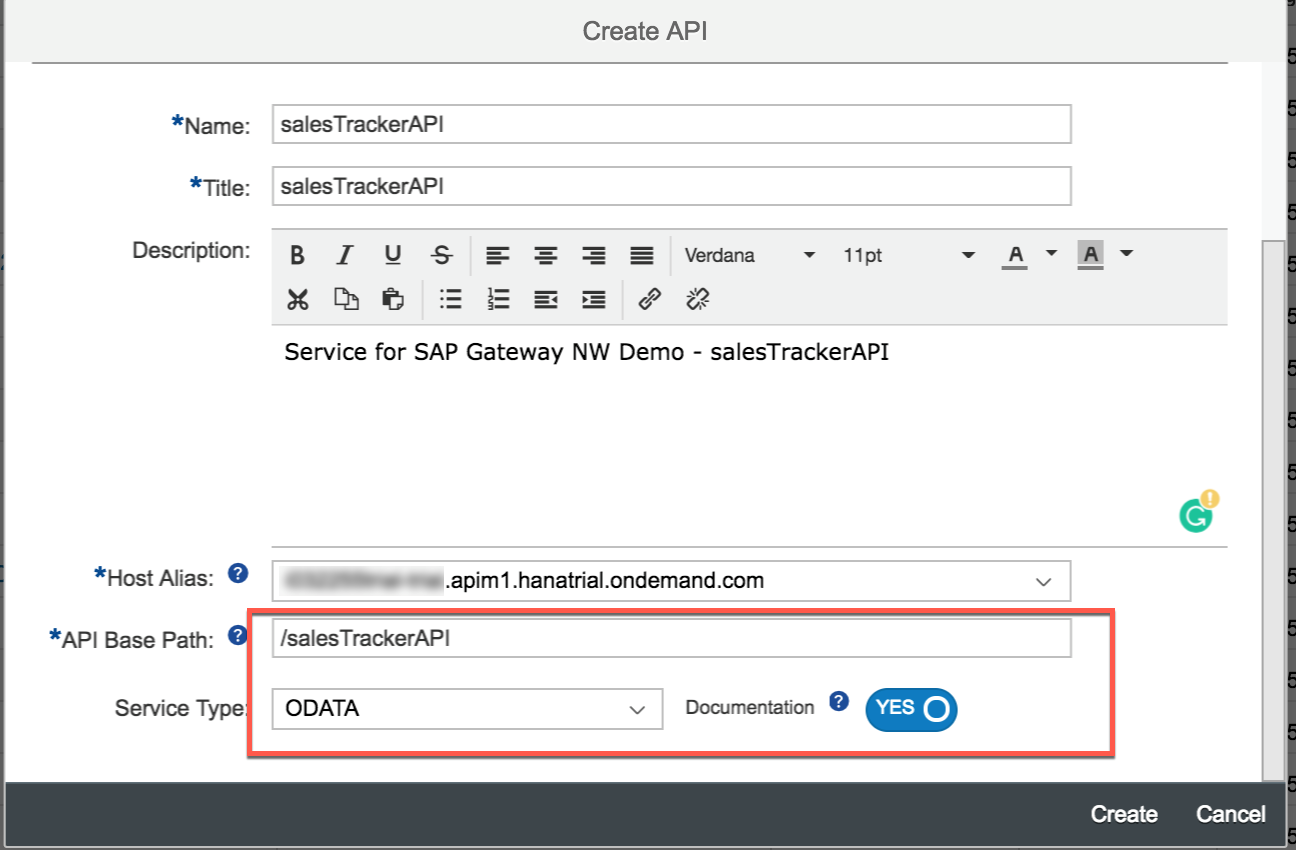 Create API
*Name: salesTrackerAPI
*Title: salesTrackerAPI
Description: B I U S Verdana 11pt A A
Service for SAP Gateway NW Demo - salesTrackerAPI
*Host Alias: ? .apim1.hanatrial.ondemand.com
*API Base Path: ? /salesTrackerAPI
Service Type: ODATA Documentation ? YES
Create Cancel